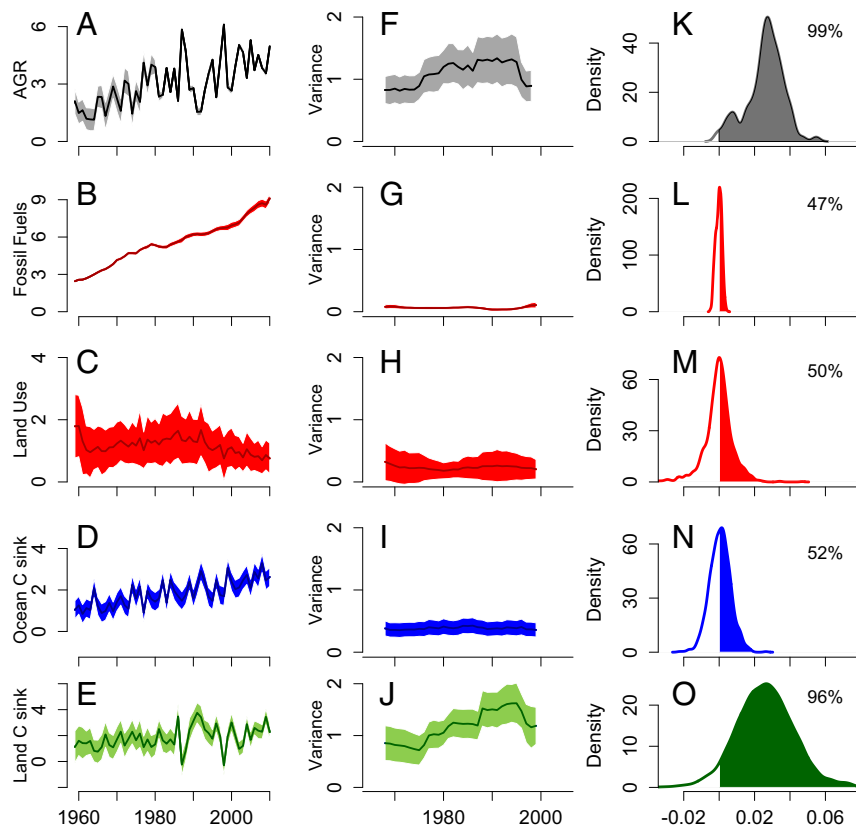 A
AGR
0 3 6
F
Variance
0 1 2
K
99%
Density
0 20 40
B
Fossil Fuels
0 3 6 9
G
Variance
0 1 2
L
47%
Density
0 100 200
C
Land Use
0 2 4
H
Variance
0 1 2
M
50%
Density
0 30 60
D
Ocean C sink
0 2 4
I
Variance
0 1 2
N
52%
Density
0 30 60
E
Land C sink
0 2 4
J
Variance
0 1 2
O
96%
Density
0 10 20
1960 1980 2000
1980 2000
-0.02 0.02 0.06